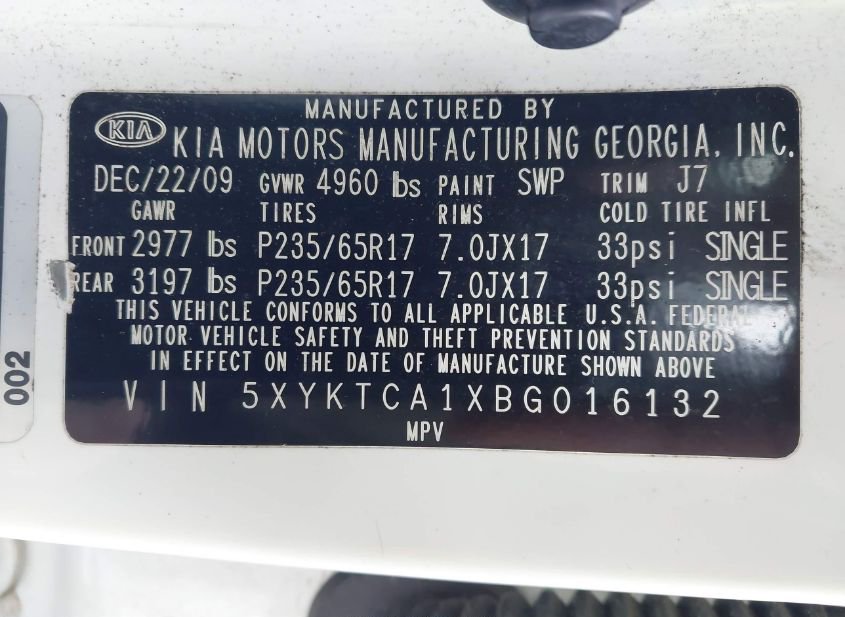 MANUFACTURED BY
KIA KIA MOTORS MANUFACTURING GEORGIA, INC.
DEC/22/09 GVWR 4960 lbs PAINT SWP TRIM J7
GAWR TIRES RIMS COLD TIRE INFL
FRONT 2977 lbs P235/65R17 7.0JX17 33psi SINGLE
REAR 3197 lbs P235/65R17 7.0JX17 33psi SINGLE
THIS VEHICLE CONFORMS TO ALL APPLICABLE U.S.A. FEDERAL
MOTOR VEHICLE SAFETY AND THEFT PREVENTION STANDARDS
IN EFFECT ON THE DATE OF MANUFACTURE SHOWN ABOVE
VIN 5XYKTCA1XBG016132
MPV
002